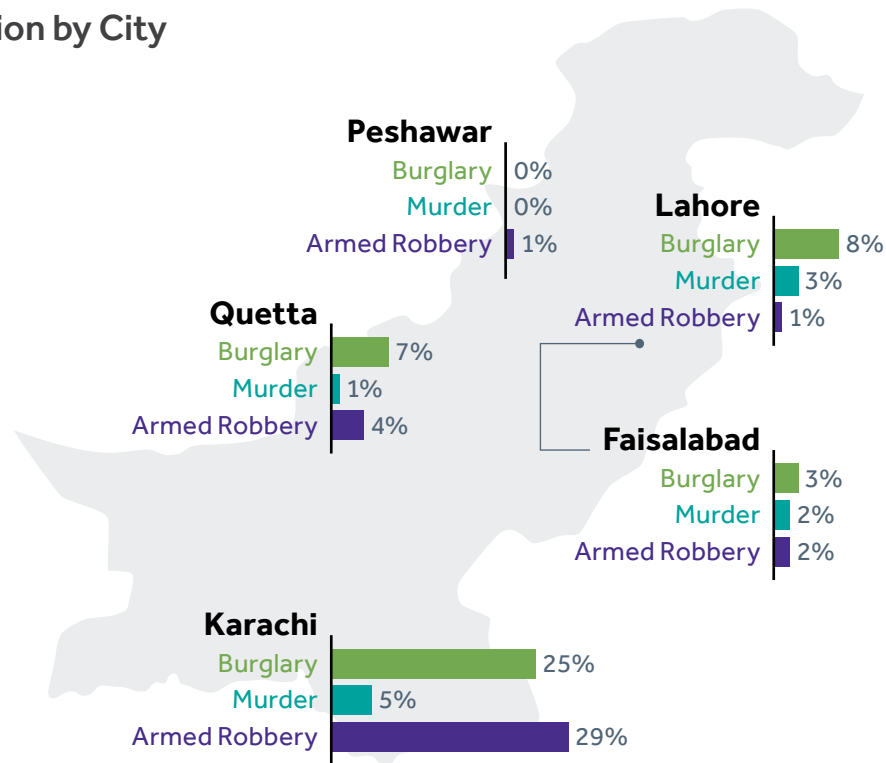 ion by City
Peshawar
Burglary 0%
Murder 0%
Armed Robbery 1%
Lahore
Burglary 8%
Murder 3%
Armed Robbery 1%
Quetta
Burglary 7%
Murder 1%
Armed Robbery 4%
Faisalabad
Burglary 3%
Murder 2%
Armed Robbery 2%
Karachi
Burglary 25%
Murder 5%
Armed Robbery 29%